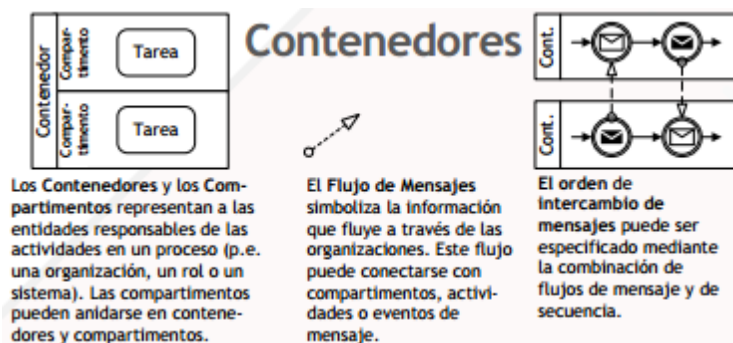 Contenedores
Contenedor
Compar-
timento
Tarea
Compar-
timento
Tarea
Cont.
Cont.
Los Contenedores y los Com-
partimentos representan a las
entidades responsables de las
actividades en un proceso (p.e.
una organización, un rol o un
sistema). Las compartimentos
pueden anidarse en contene-
dores y compartimentos.
El Flujo de Mensajes
simboliza la información
que fluye a través de las
organizaciones. Este flujo
puede conectarse con
compartimentos, activi-
dades o eventos de
mensaje.
El orden de
intercambio de
mensajes puede ser
especificado mediante
la combinación de
flujos de mensaje y de
secuencia.